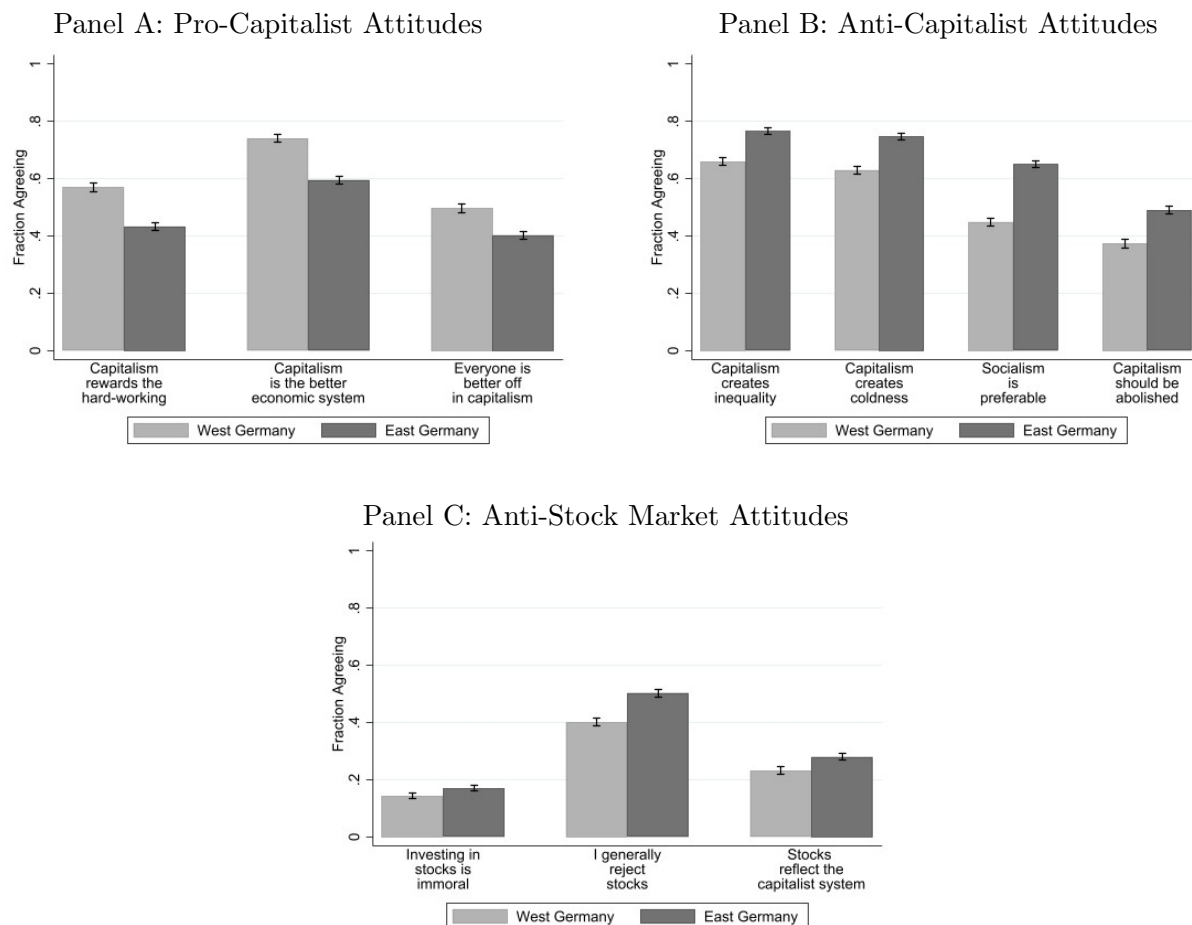 Panel A: Pro-Capitalist Attitudes
Fraction Agreeing
0
.2
.4
.6
.8
1
Capitalism
rewards the
hard-working
Capitalism
is the better
economic system
Everyone is
better off
in capitalism
West Germany
East Germany
Panel B: Anti-Capitalist Attitudes
Fraction Agreeing
0
.2
.4
.6
.8
1
Capitalism
creates
inequality
Capitalism
creates
coldness
Socialism
is
preferable
Capitalism
should be
abolished
West Germany
East Germany
Panel C: Anti-Stock Market Attitudes
Fraction Agreeing
0
.2
.4
.6
.8
1
Investing in
stocks is
immoral
I generally
reject
stocks
Stocks
reflect the
capitalist system
West Germany
East Germany